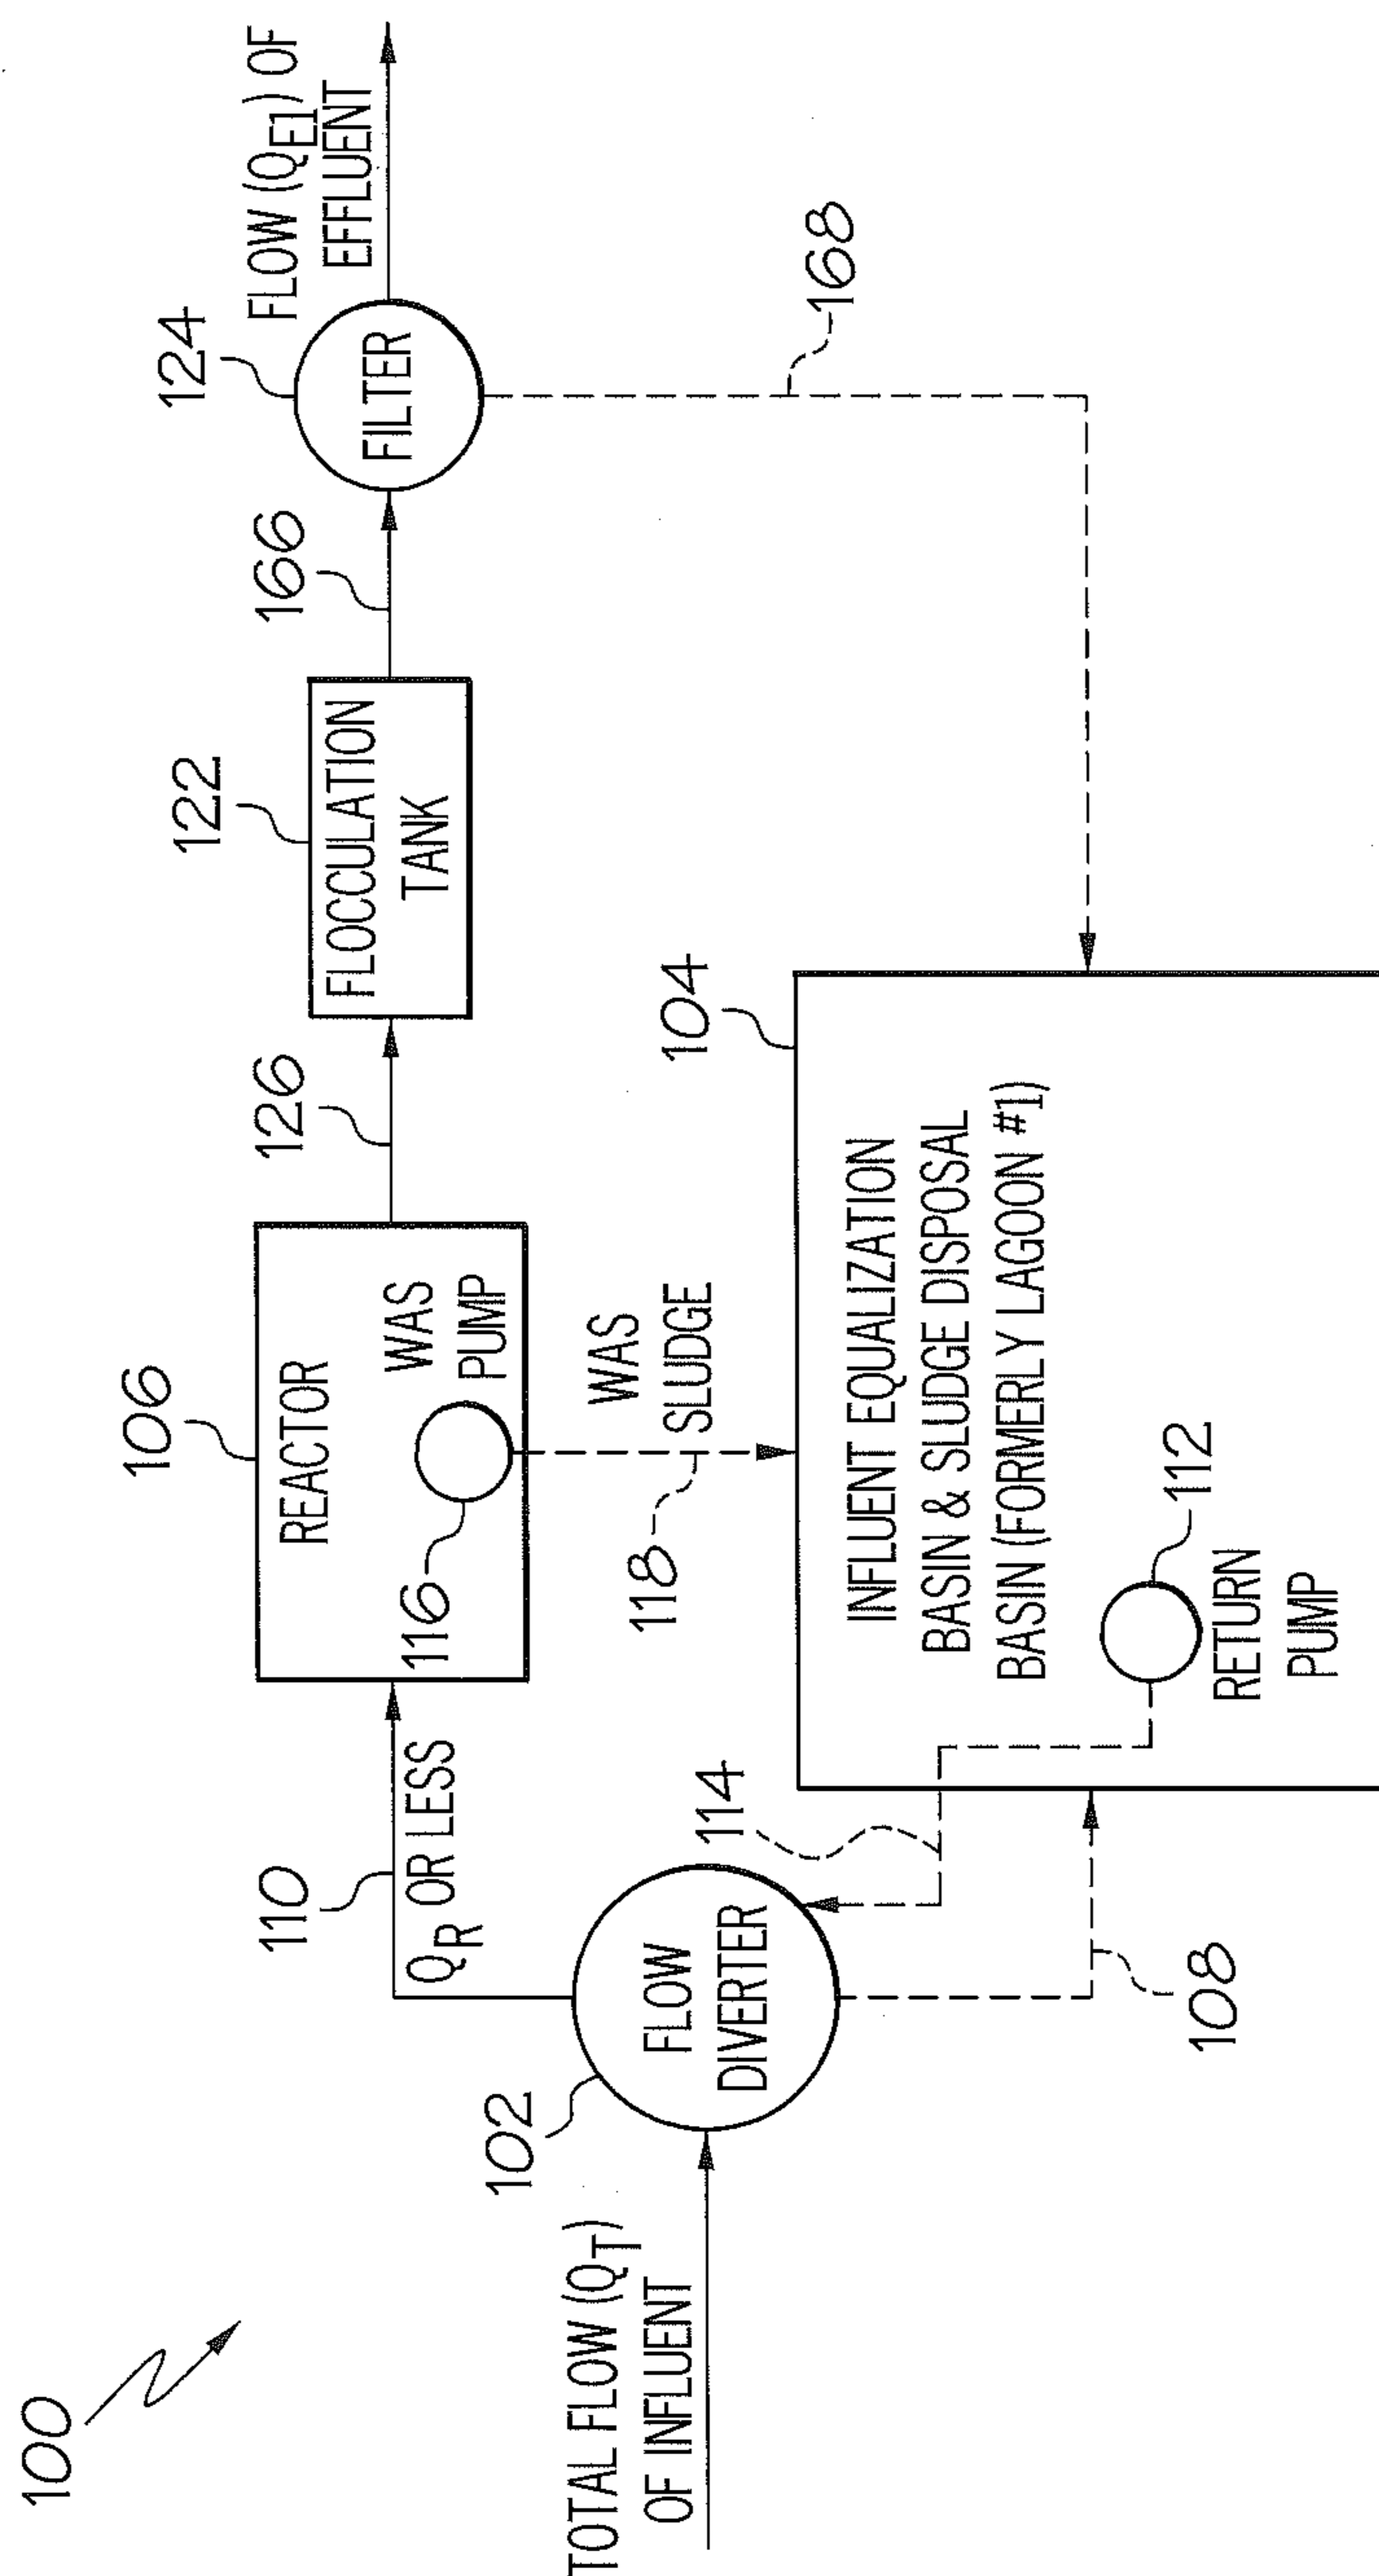 100
TOTAL FLOW (QT)
OF INFLUENT
102
FLOW
DIVERTER
108
110
QR OR LESS
114
106
REACTOR
WAS
PUMP
116
118
WAS
SLUDGE
126
122
FLOCCULATION
TANK
166
124
FILTER
FLOW (QE1) OF
EFFLUENT
168
104
INFLUENT EQUALIZATION
BASIN & SLUDGE DISPOSAL
BASIN (FORMERLY LAGOON #1)
112
RETURN
PUMP